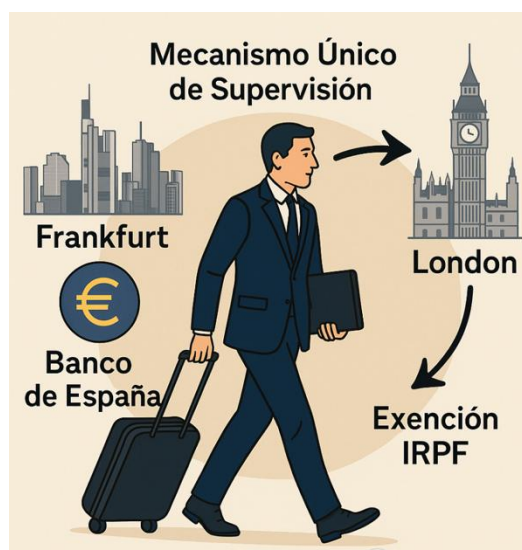 Mecanismo Único
de Supervisión
Frankfurt
London
€
Banco
de España
Exención
IRPF